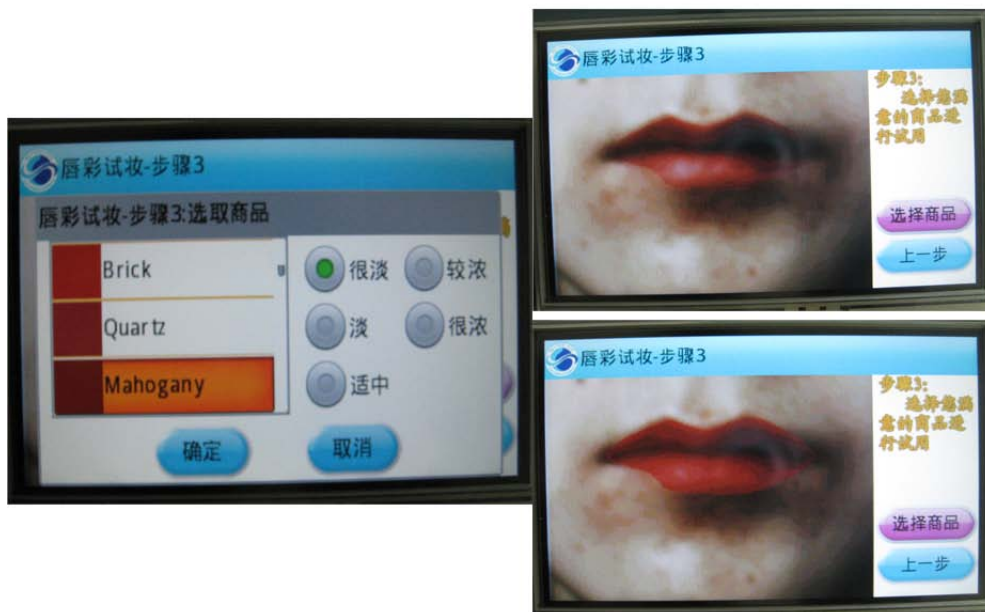 唇彩试妆-步骤3
唇彩试妆-步骤3:选取商品
Brick
Quartz
Mahogany
很淡
较浓
淡
很浓
适中
确定
取消
唇彩试妆-步骤3
步骤3:
选择您满
意的商品进
行试用
选择商品
上一步
唇彩试妆-步骤3
步骤3:
选择您满
意的商品进
行试用
选择商品
上一步